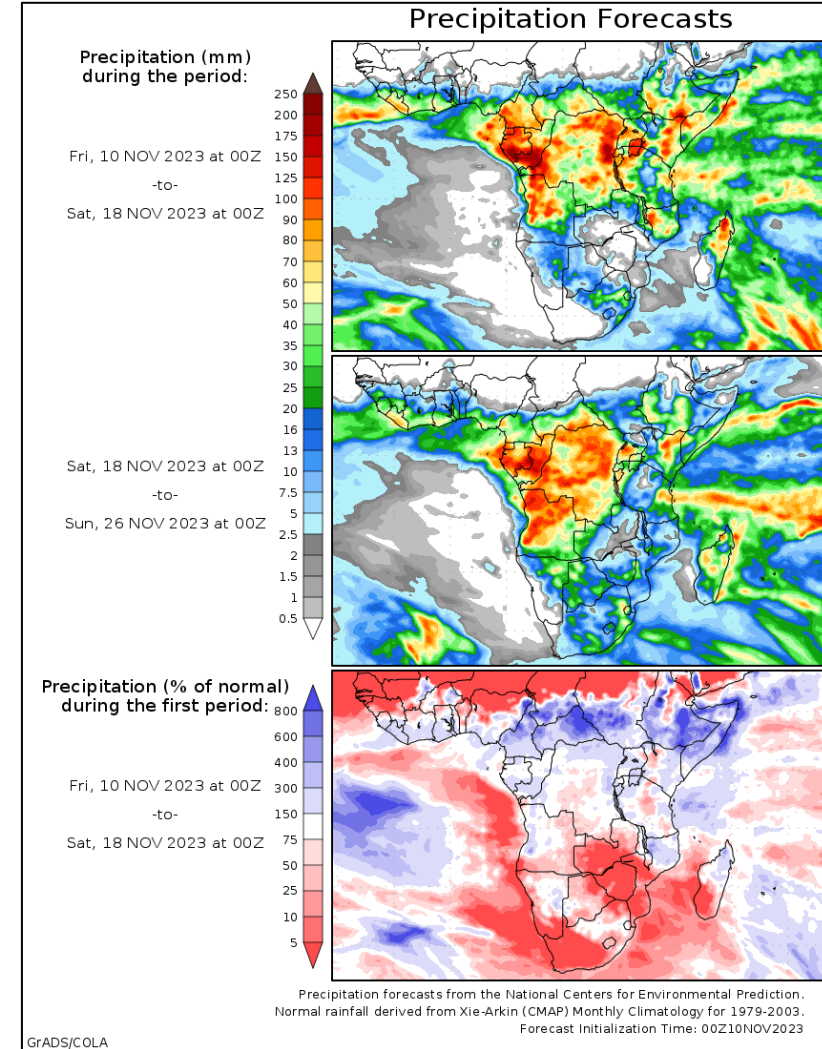 Precipitation Forecasts
Precipitation (mm)
during the period:
Fri, 10 NOV 2023 at 00Z
-to-
Sat, 18 NOV 2023 at 00Z
250
200
175
150
125
100
90
80
70
60
50
40
35
30
25
20
16
13
10
7.5
5
2.5
2
1.5
1
0.5
Sat, 18 NOV 2023 at 00Z
-to-
Sun, 26 NOV 2023 at 00Z
Precipitation (% of normal)
during the first period:
Fri, 10 NOV 2023 at 00Z
-to-
Sat, 18 NOV 2023 at 00Z
800
600
400
300
150
75
50
25
10
5
Precipitation forecasts from the National Centers for Environmental Prediction.
Normal rainfall derived from Xie-Arkin (CMAP) Monthly Climatology for 1979-2003.
Forecast Initialization Time: 00Z10NOV2023
GrADS/COLA